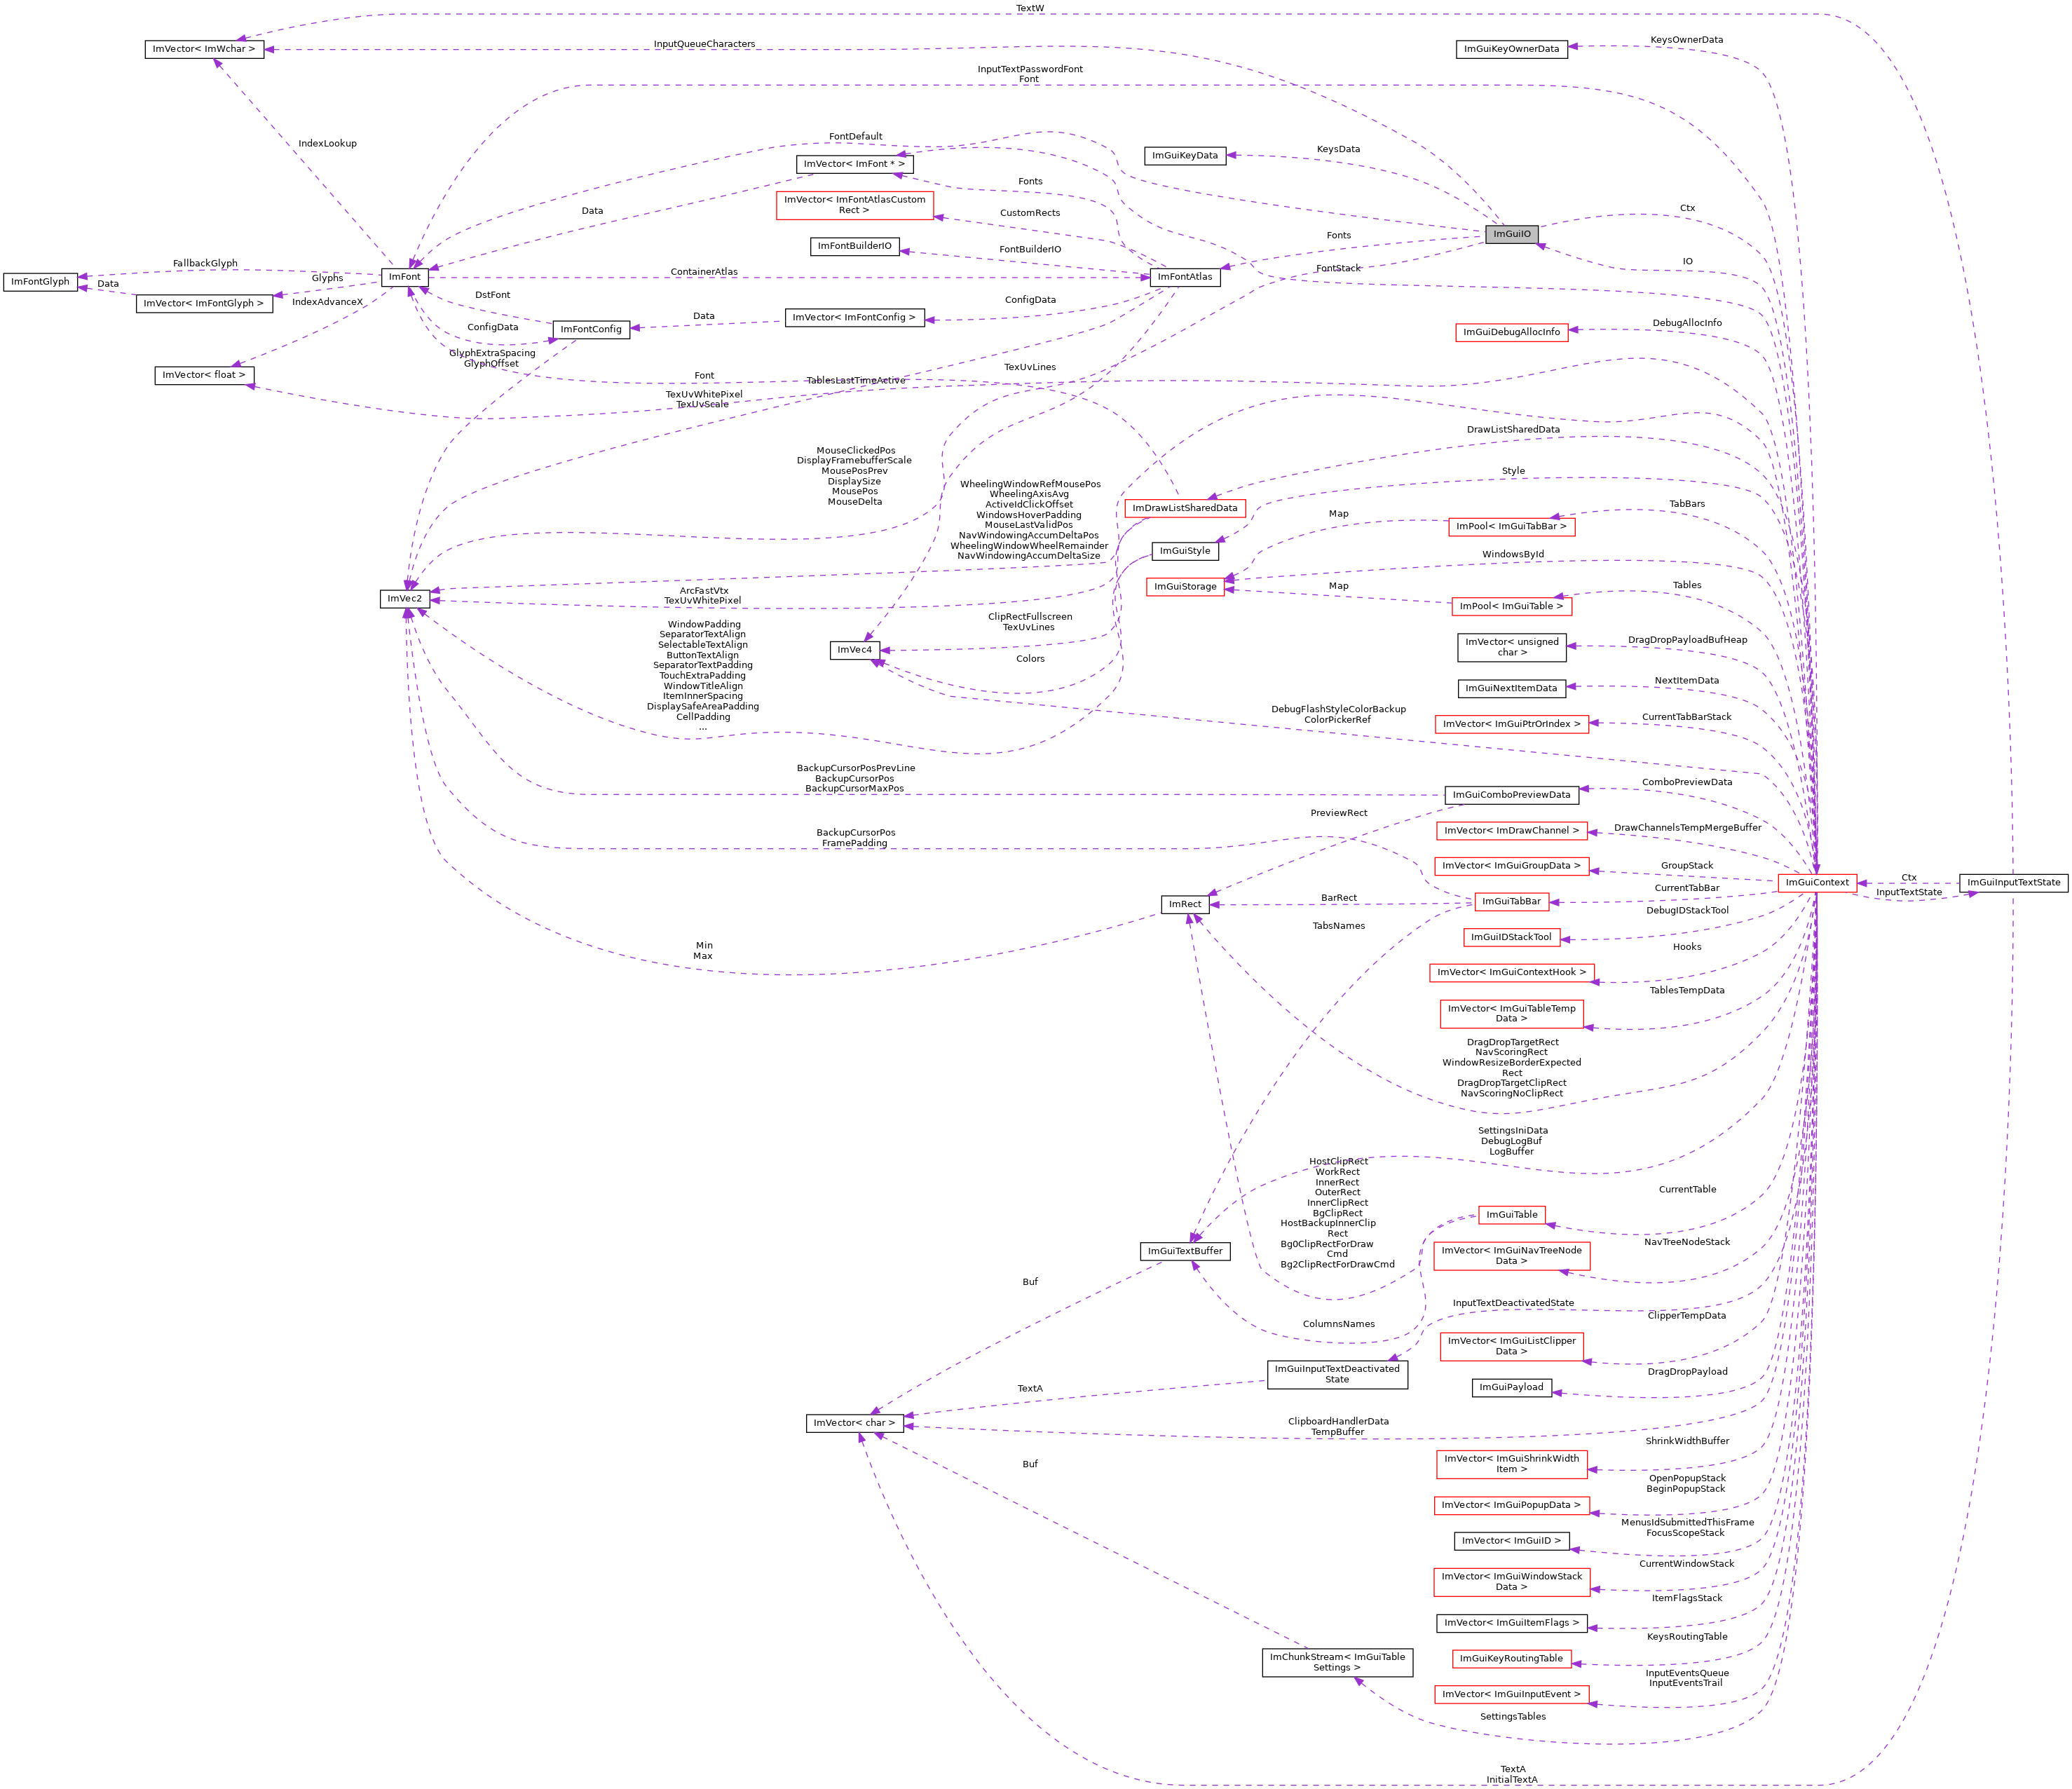 TextW
ImVector< ImWchar >
InputQueueCharacters
ImGuiKeyOwnerData
KeysOwnerData
InputTextPasswordFont
Font
IndexLookup
FontDefault
ImVector< ImFont * >
ImGuiKeyData
KeysData
Fonts
ImVector< ImFontAtlasCustom
Rect >
CustomRects
Data
Ctx
ImGuiIO
Fonts
ImFontBuilderIO
FontBuilderIO
IO
FallbackGlyph
ImFontGlyph
Data
Glyphs
ImVector< ImFontGlyph >
IndexAdvanceX
ImFont
ContainerAtlas
ImFontAtlas
FontStack
DstFont
ConfigData
ImFontConfig
Data
ImVector< ImFontConfig >
ConfigData
ImGuiDebugAllocInfo
DebugAllocInfo
GlyphExtraSpacing
GlyphOffset
ImVector< float >
Font
TablesLastTimeActive
TexUvLines
TexUvWhitePixel
TexUvScale
DrawListSharedData
MouseClickedPos
DisplayFramebufferScale
MousePosPrev
DisplaySize
MousePos
MouseDelta
WheelingWindowRefMousePos
WheelingAxisAvg
ActiveIdClickOffset
WindowsHoverPadding
MouseLastValidPos
NavWindowingAccumDeltaPos
WheelingWindowWheelRemainder
NavWindowingAccumDeltaSize
Style
ImDrawListSharedData
Map
ImPool< ImGuiTabBar >
TabBars
ImGuiStyle
WindowsById
ImGuiStorage
Map
ImPool< ImGuiTable >
Tables
ImVec2
ArcFastVtx
TexUvWhitePixel
ClipRectFullscreen
TexUvLines
WindowPadding
SeparatorTextAlign
SelectableTextAlign
ButtonTextAlign
SeparatorTextPadding
TouchExtraPadding
WindowTitleAlign
ItemInnerSpacing
DisplaySafeAreaPadding
CellPadding
...
ImVec4
Colors
ImVector< unsigned
char >
DragDropPayloadBufHeap
ImGuiNextItemData
NextItemData
DebugFlashStyleColorBackup
ColorPickerRef
ImVector< ImGuiPtrOrIndex >
CurrentTabBarStack
BackupCursorPosPrevLine
BackupCursorPos
BackupCursorMaxPos
ImGuiComboPreviewData
ComboPreviewData
PreviewRect
ImVector< ImDrawChannel >
DrawChannelsTempMergeBuffer
BackupCursorPos
FramePadding
ImVector< ImGuiGroupData >
GroupStack
ImGuiContext
Ctx
InputTextState
ImGuiInputTextState
ImRect
BarRect
ImGuiTabBar
CurrentTabBar
TabsNames
DebugIDStackTool
ImGuiIDStackTool
Min
Max
Hooks
ImVector< ImGuiContextHook >
TablesTempData
ImVector< ImGuiTableTemp
Data >
DragDropTargetRect
NavScoringRect
WindowResizeBorderExpected
Rect
DragDropTargetClipRect
NavScoringNoClipRect
SettingsIniData
DebugLogBuf
LogBuffer
HostClipRect
WorkRect
InnerRect
OuterRect
InnerClipRect
BgClipRect
HostBackupInnerClip
Rect
Bg0ClipRectForDraw
Cmd
Bg2ClipRectForDrawCmd
CurrentTable
ImGuiTable
ImGuiTextBuffer
ImVector< ImGuiNavTreeNode
Data >
NavTreeNodeStack
Buf
ColumnsNames
InputTextDeactivatedState
ClipperTempData
ImVector< ImGuiListClipper
Data >
ImGuiInputTextDeactivated
State
TextA
ImGuiPayload
DragDropPayload
ImVector< char >
ClipboardHandlerData
TempBuffer
ShrinkWidthBuffer
ImVector< ImGuiShrinkWidth
Item >
Buf
OpenPopupStack
BeginPopupStack
ImVector< ImGuiPopupData >
MenusIdSubmittedThisFrame
FocusScopeStack
ImVector< ImGuiID >
CurrentWindowStack
ImVector< ImGuiWindowStack
Data >
ItemFlagsStack
ImVector< ImGuiItemFlags >
KeysRoutingTable
ImGuiKeyRoutingTable
ImChunkStream< ImGuiTable
Settings >
InputEventsQueue
InputEventsTrail
ImVector< ImGuiInputEvent >
SettingsTables
TextA
InitialTextA